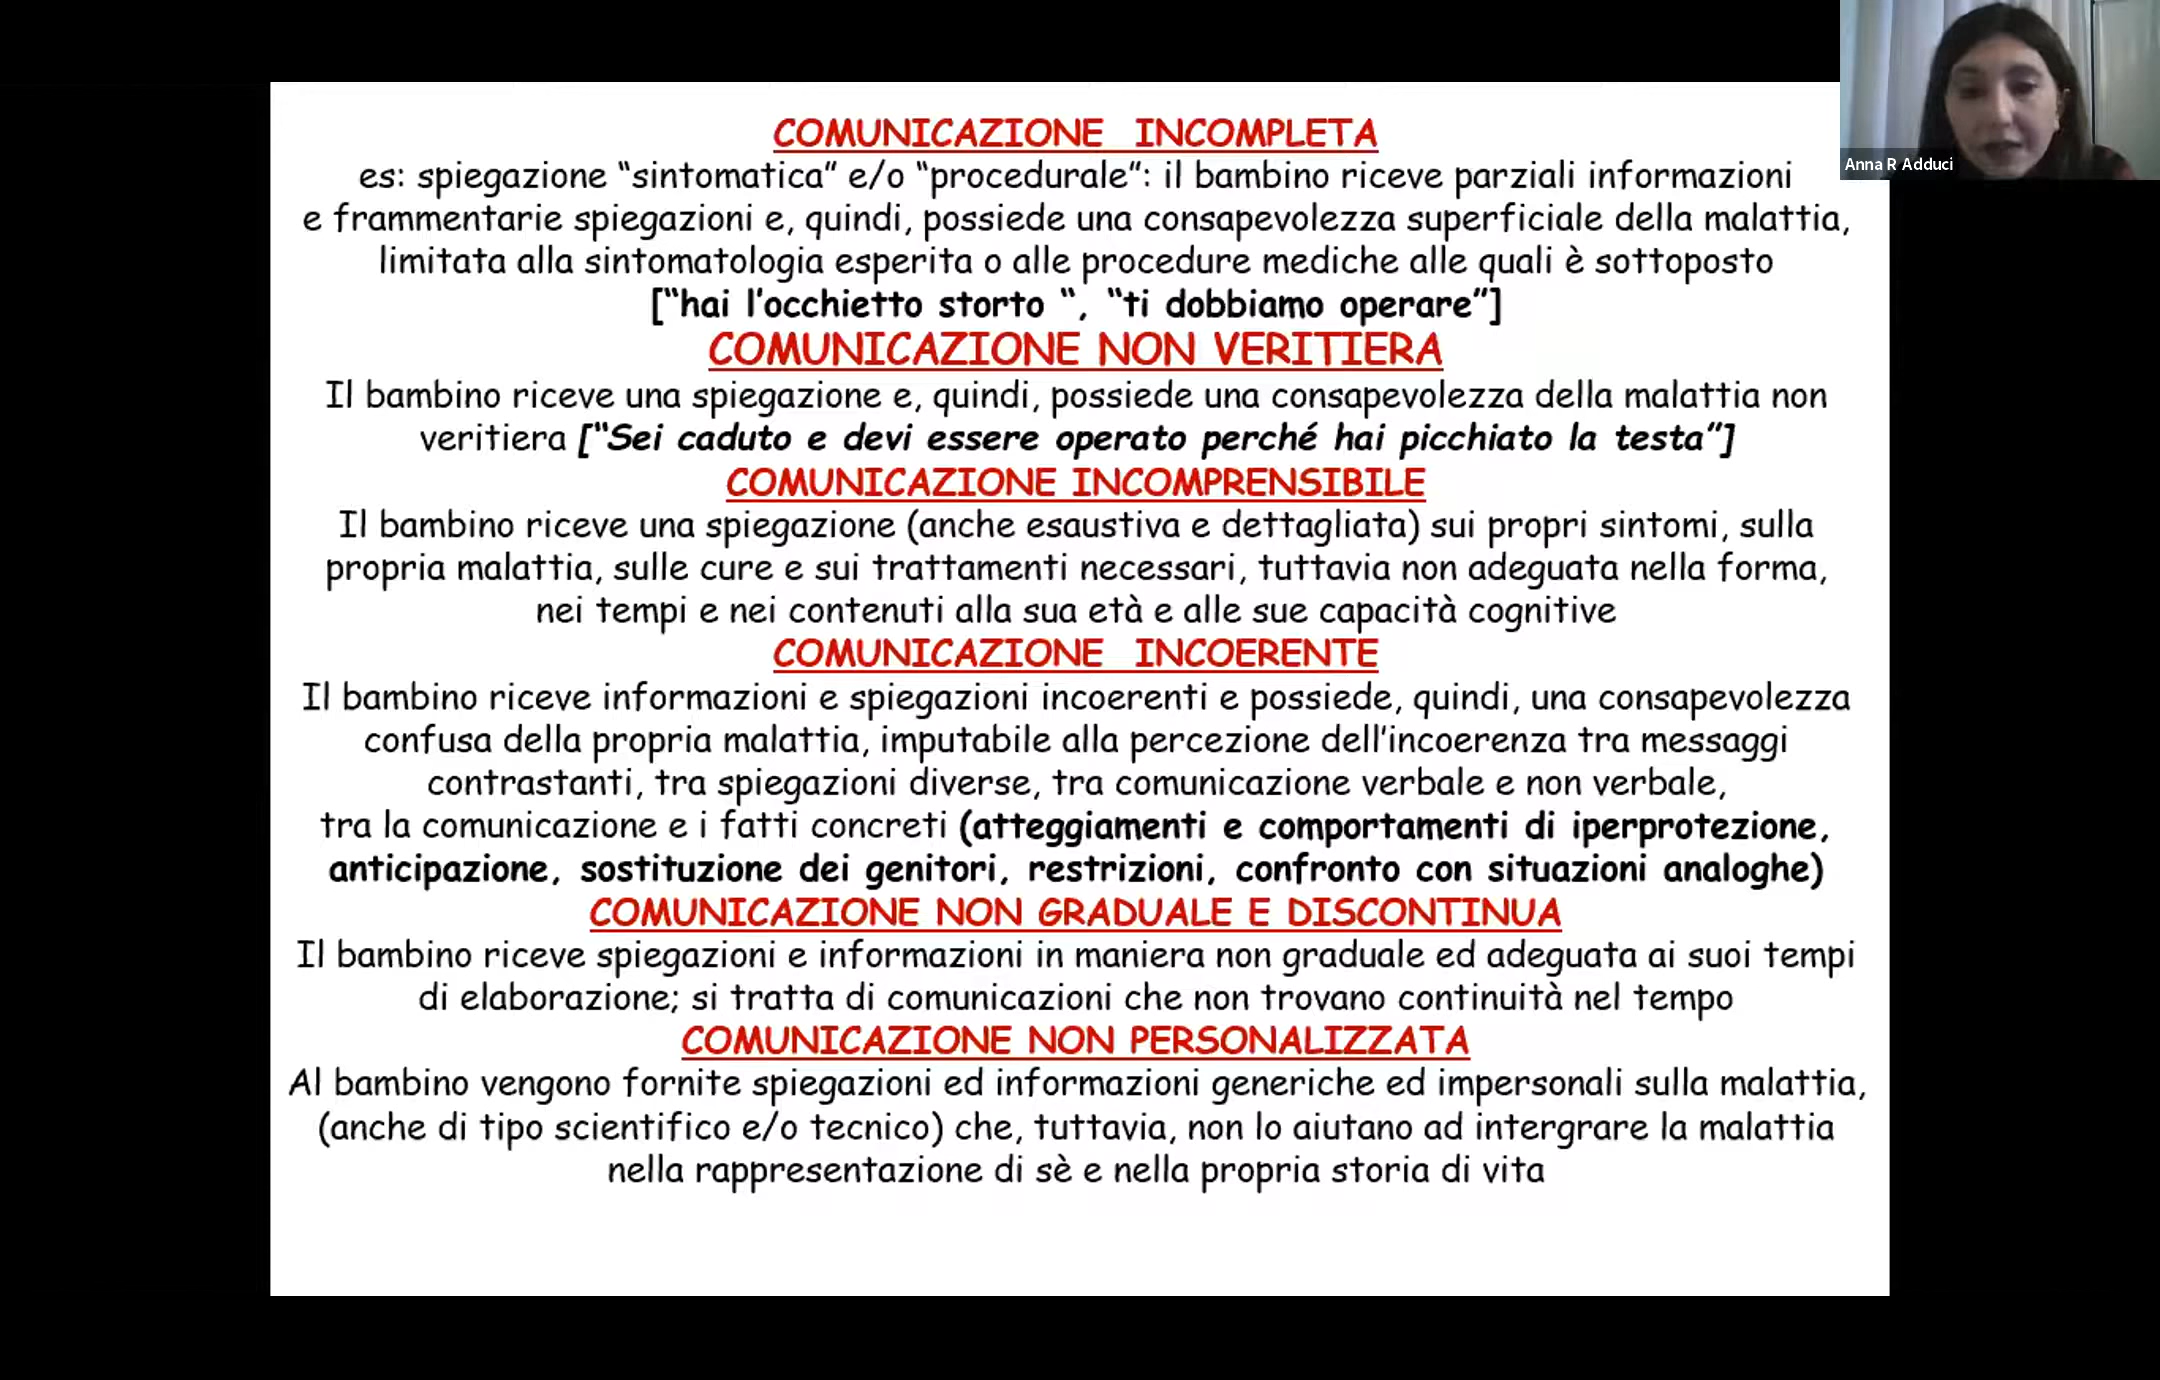 COMUNICAZIONE INCOMPLETA
es: spiegazione “sintomatica” e/o “procedurale”: il bambino riceve parziali informazioni
e frammentarie spiegazioni e, quindi, possiede una consapevolezza superficiale della malattia,
limitata alla sintomatologia esperita o alle procedure mediche alle quali è sottoposto
[“hai l’occhietto storto “, “ti dobbiamo operare”]
COMUNICAZIONE NON VERITIERA
Il bambino riceve una spiegazione e, quindi, possiede una consapevolezza della malattia non
veritiera [“Sei caduto e devi essere operato perché hai picchiato la testa”]
COMUNICAZIONE INCOMPRENSIBILE
Il bambino riceve una spiegazione (anche esaustiva e dettagliata) sui propri sintomi, sulla
propria malattia, sulle cure e sui trattamenti necessari, tuttavia non adeguata nella forma,
nei tempi e nei contenuti alla sua età e alle sue capacità cognitive
COMUNICAZIONE INCOERENTE
Il bambino riceve informazioni e spiegazioni incoerenti e possiede, quindi, una consapevolezza
confusa della propria malattia, imputabile alla percezione dell’incoerenza tra messaggi
contrastanti, tra spiegazioni diverse, tra comunicazione verbale e non verbale,
tra la comunicazione e i fatti concreti (atteggiamenti e comportamenti di iperprotezione,
anticipazione, sostituzione dei genitori, restrizioni, confronto con situazioni analoghe)
COMUNICAZIONE NON GRADUALE E DISCONTINUA
Il bambino riceve spiegazioni e informazioni in maniera non graduale ed adeguata ai suoi tempi
di elaborazione; si tratta di comunicazioni che non trovano continuità nel tempo
COMUNICAZIONE NON PERSONALIZZATA
Al bambino vengono fornite spiegazioni ed informazioni generiche ed impersonali sulla malattia,
(anche di tipo scientifico e/o tecnico) che, tuttavia, non lo aiutano ad intergrare la malattia
nella rappresentazione di sè e nella propria storia di vita
Anna R Adduci